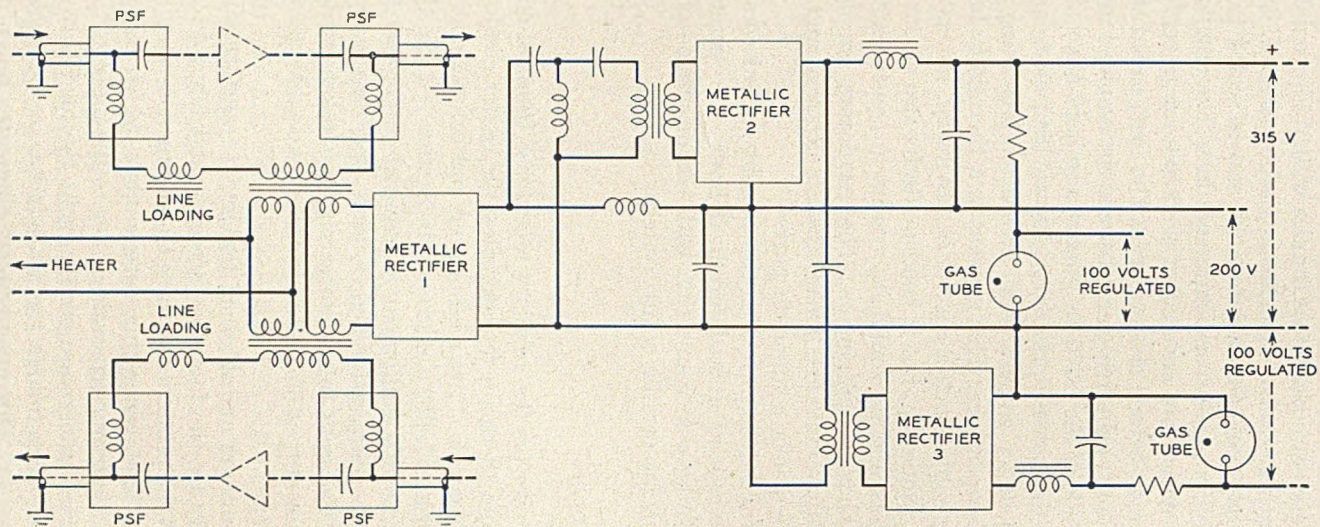 PSF
PSF
LINE
LOADING
HEATER
METALLIC
RECTIFIER
1
LINE
LOADING
PSF
PSF
METALLIC
RECTIFIER
2
METALLIC
RECTIFIER
3
GAS
TUBE
100 VOLTS
REGULATED
200 V
+
315 V
100 VOLTS
REGULATED
GAS
TUBE